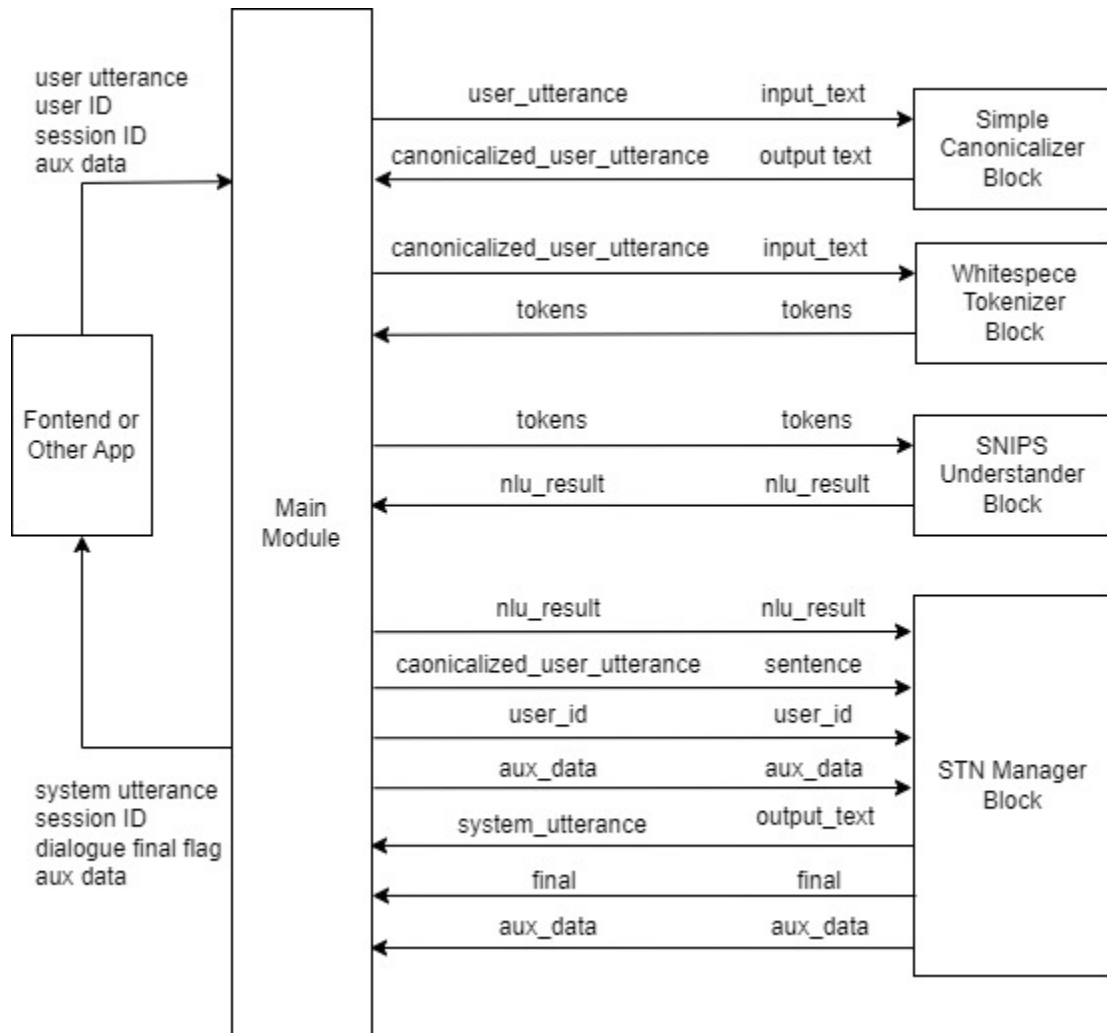 user utterance
user ID
session ID
aux data
Fontend or
Other App
system utterance
session ID
dialogue final flag
aux data
Main
Module
user_utterance input_text
canonicalized_user_utterance output text
Simple
Canonicalizer
Block
canonicalized_user_utterance input_text
tokens tokens
Whitespece
Tokenizer
Block
tokens tokens
nlu_result nlu_result
SNIPS
Understander
Block
nlu_result nlu_result
caonicalized_user_utterance sentence
user_id user_id
aux_data aux_data
system_utterance output_text
final final
aux_data aux_data
STN Manager
Block